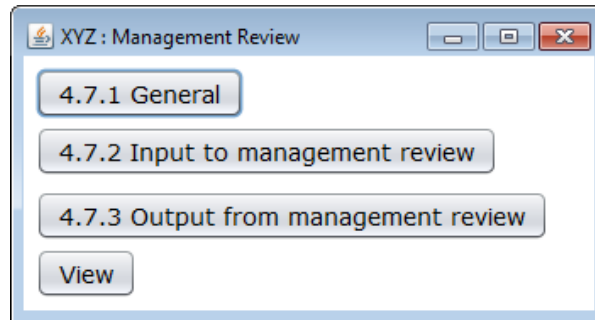 XYZ : Management Review
4.7.1 General
4.7.2 Input to management review
4.7.3 Output from management review
View